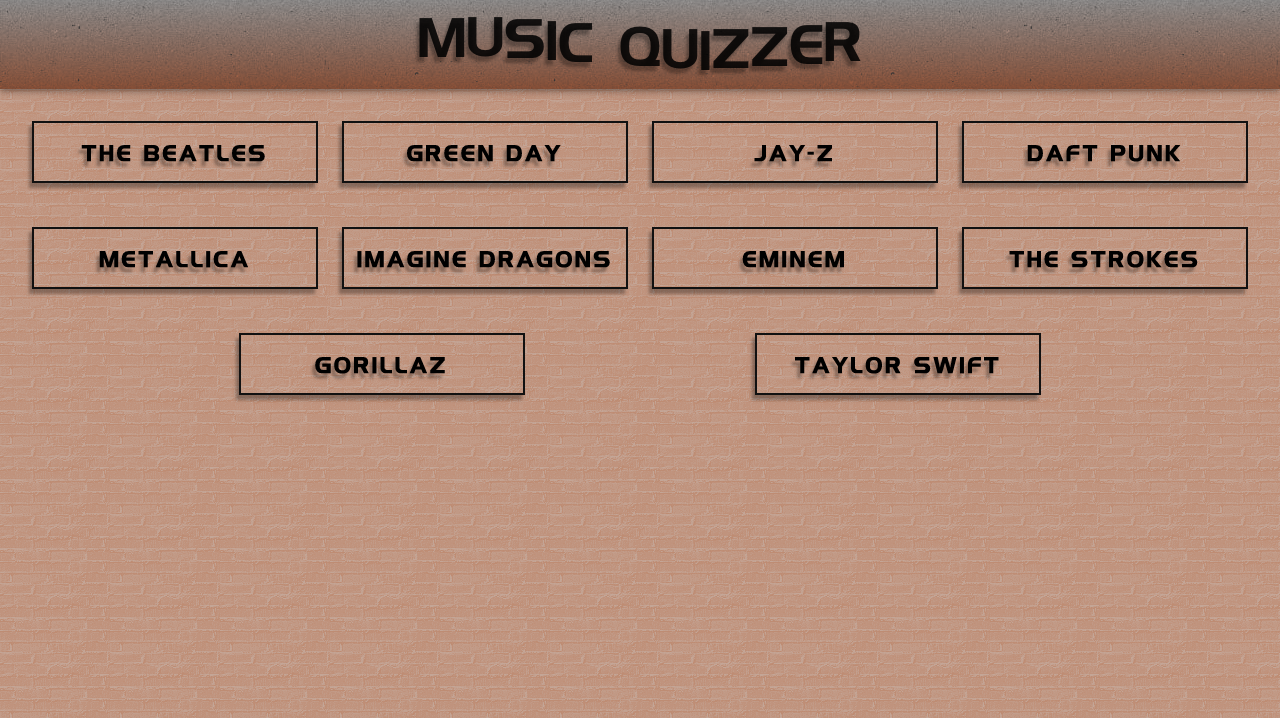 MUSIC QUIZZER
THE BEATLES
GREEN DAY
JAY-Z
DAFT PUNK
METALLICA
IMAGINE DRAGONS
EMINEM
THE STROKES
GORILLAZ
TAYLOR SWIFT